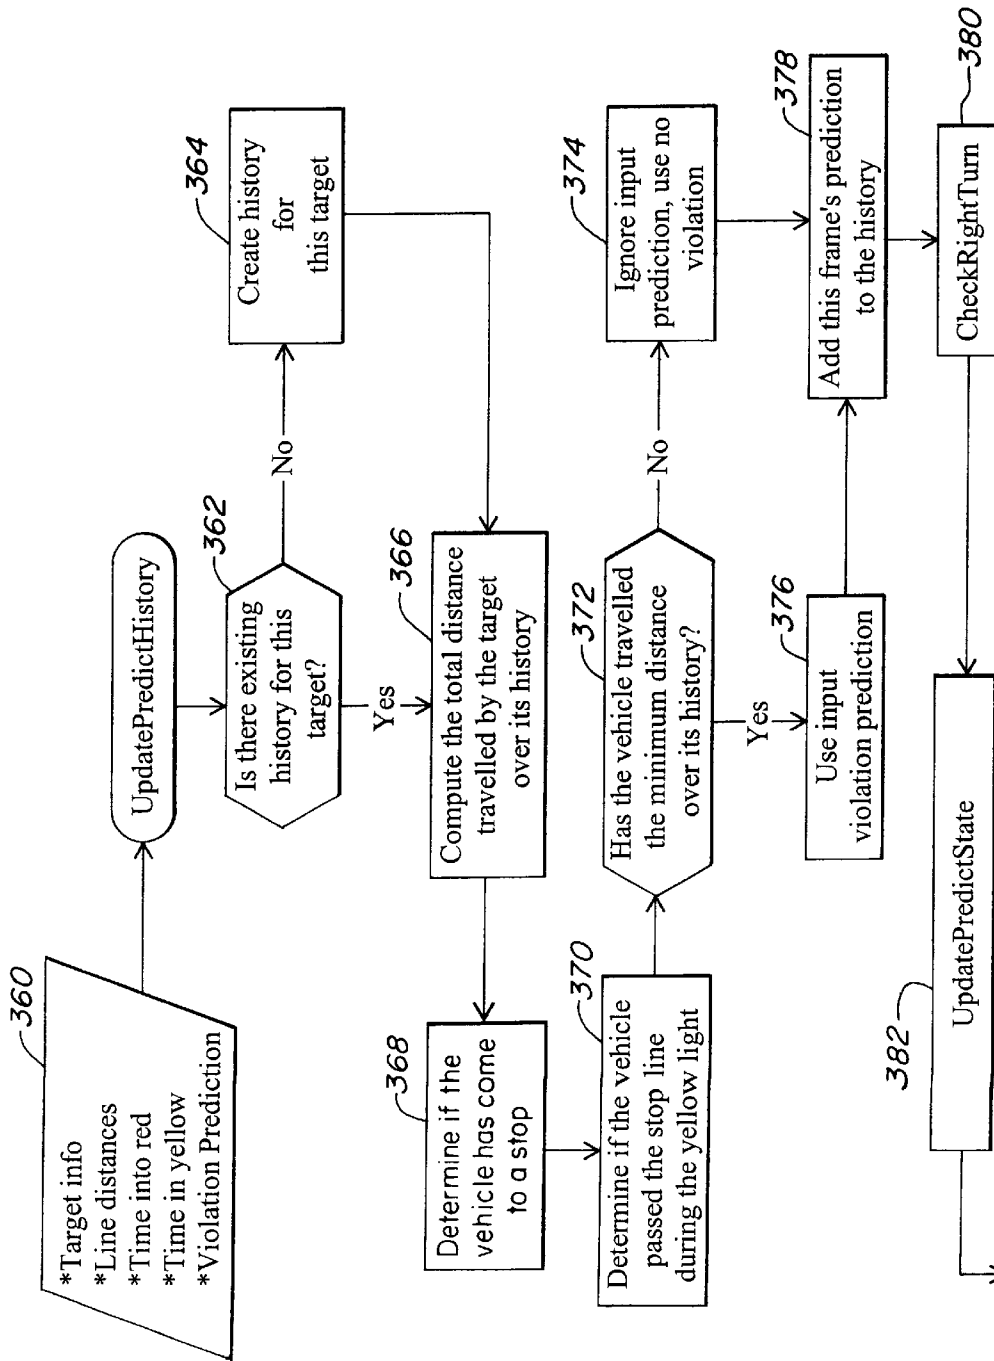 360
*Target info
*Line distances
*Time into red
*Time in yellow
*Violation Prediction
UpdatePredictHistory
362
Is there existing
history for this
target?
No
Yes
364
Create history
for
this target
366
Compute the total distance
travelled by the target
over its history
368
Determine if the
vehicle has come
to a stop
370
Determine if the vehicle
passed the stop line
during the yellow light
372
Has the vehicle travelled
the minimum distance
over its history?
No
Yes
374
Ignore input
prediction, use no
violation
376
Use input
violation prediction
378
Add this frame's prediction
to the history
380
CheckRightTurn
382
UpdatePredictState